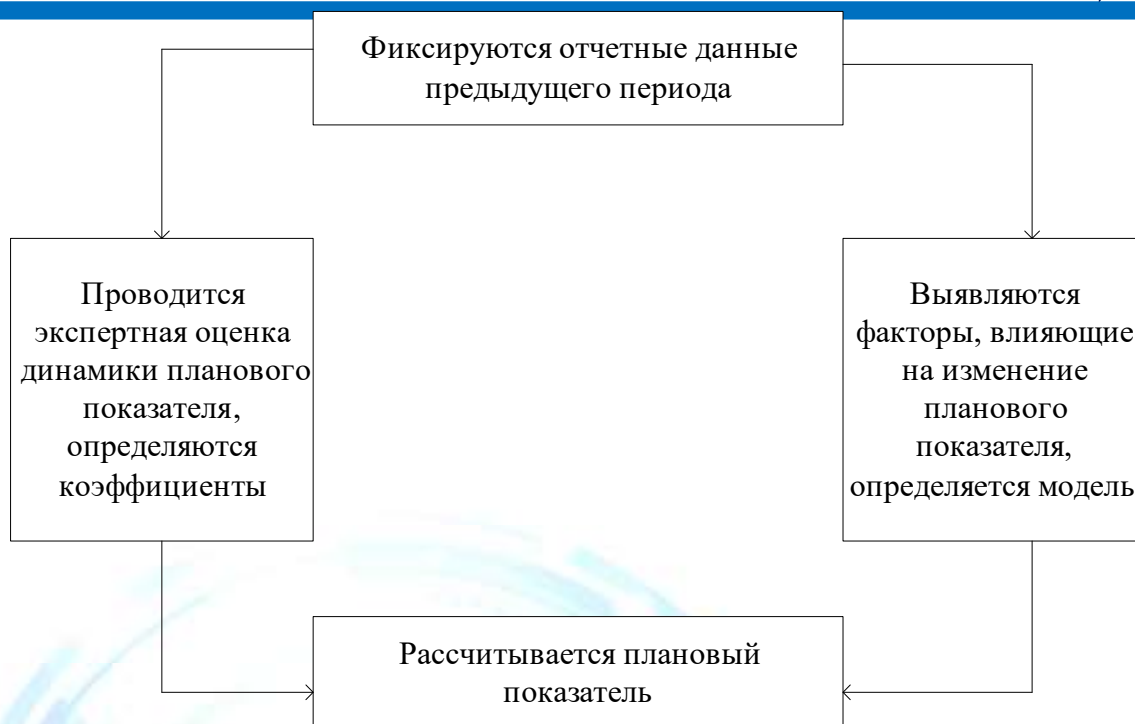 Фиксируются отчетные данные
предыдущего периода
Проводится
экспертная оценка
динамики планового
показателя,
определяются
коэффициенты
Выявляются
факторы, влияющие
на изменение
планового
показателя,
определяется модель
Рассчитывается плановый
показатель